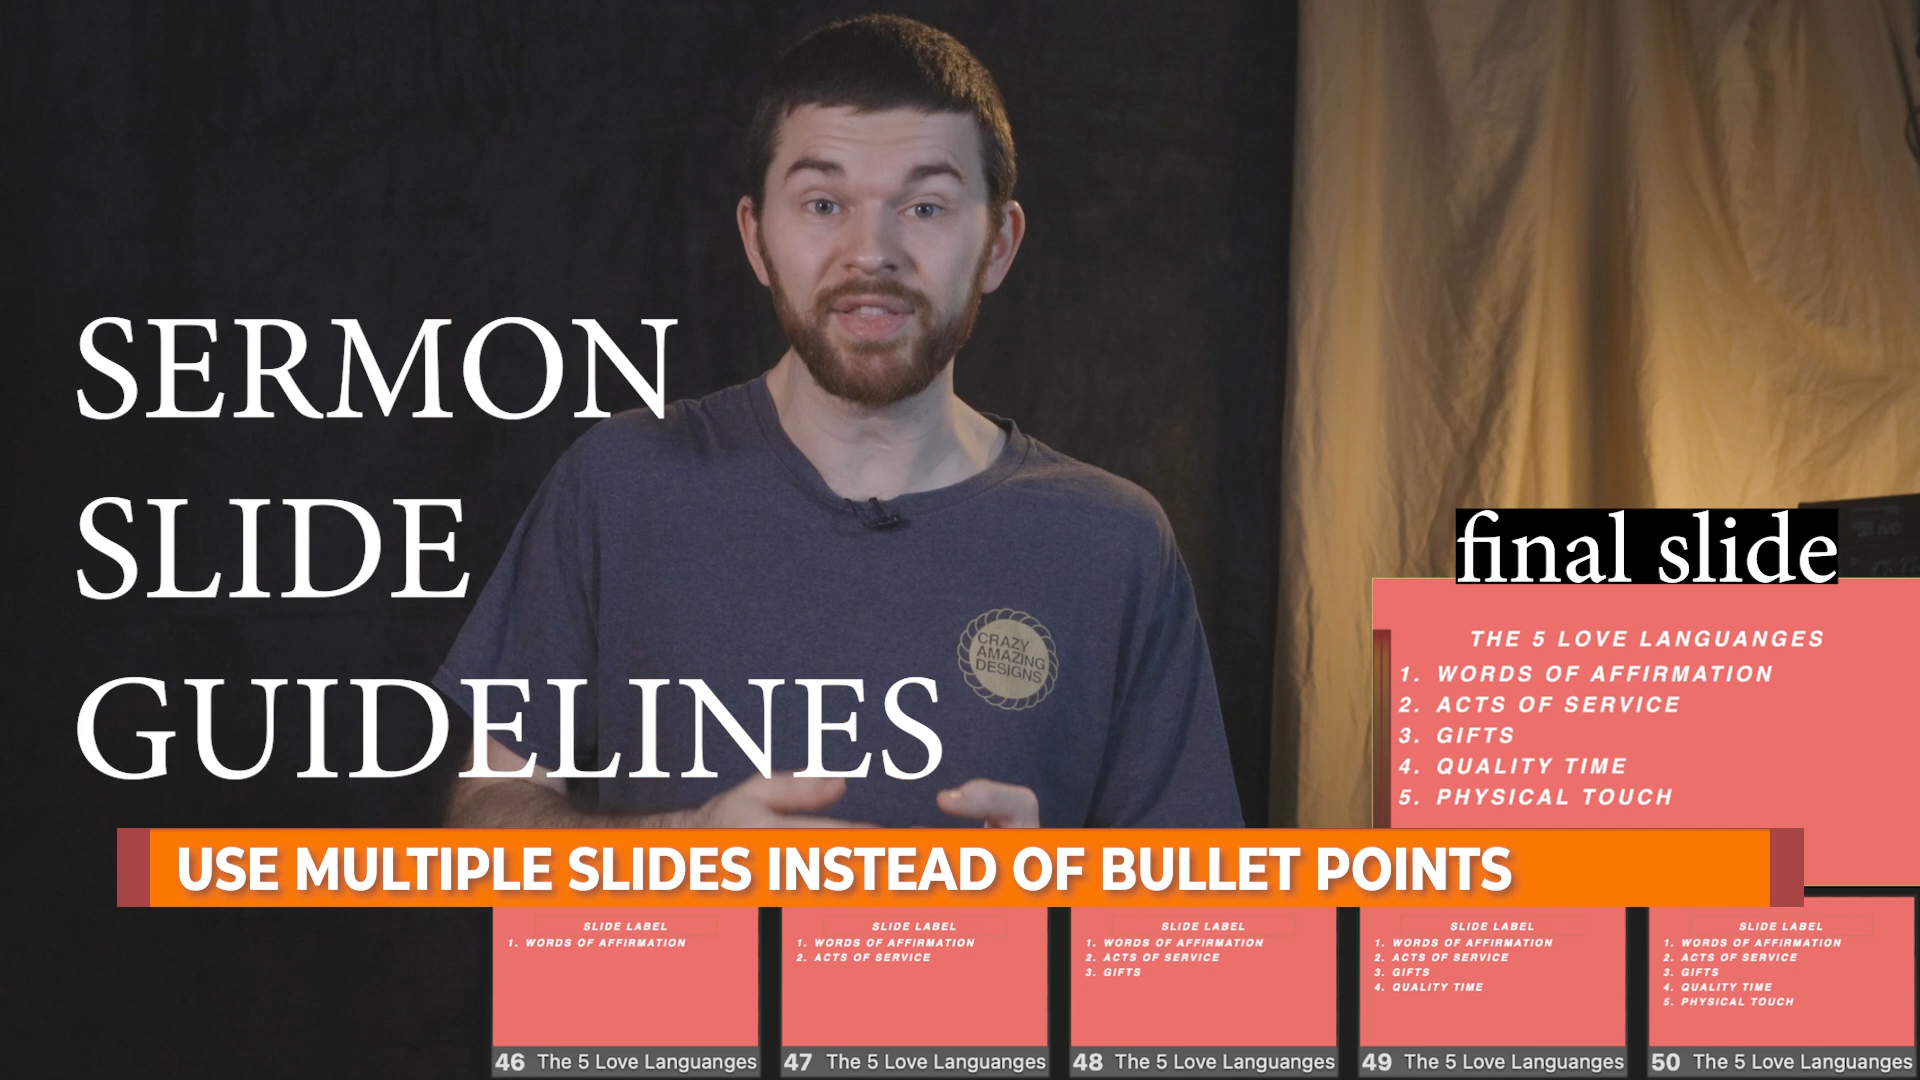 SERMON
SLIDE
GUIDELINES
CRAZY
AMAZING
DESIGNS
final slide
THE 5 LOVE LANGUANGES
1. WORDS OF AFFIRMATION
2. ACTS OF SERVICE
3. GIFTS
4. QUALITY TIME
5. PHYSICAL TOUCH
USE MULTIPLE SLIDES INSTEAD OF BULLET POINTS
SLIDE LABEL
1. WORDS OF AFFIRMATION
46 The 5 Love Languanges
SLIDE LABEL
1. WORDS OF AFFIRMATION
2. ACTS OF SERVICE
47 The 5 Love Languanges
SLIDE LABEL
1. WORDS OF AFFIRMATION
2. ACTS OF SERVICE
3. GIFTS
48 The 5 Love Languanges
SLIDE LABEL
1. WORDS OF AFFIRMATION
2. ACTS OF SERVICE
3. GIFTS
4. QUALITY TIME
49 The 5 Love Languanges
SLIDE LABEL
1. WORDS OF AFFIRMATION
2. ACTS OF SERVICE
3. GIFTS
4. QUALITY TIME
5. PHYSICAL TOUCH
50 The 5 Love Languanges